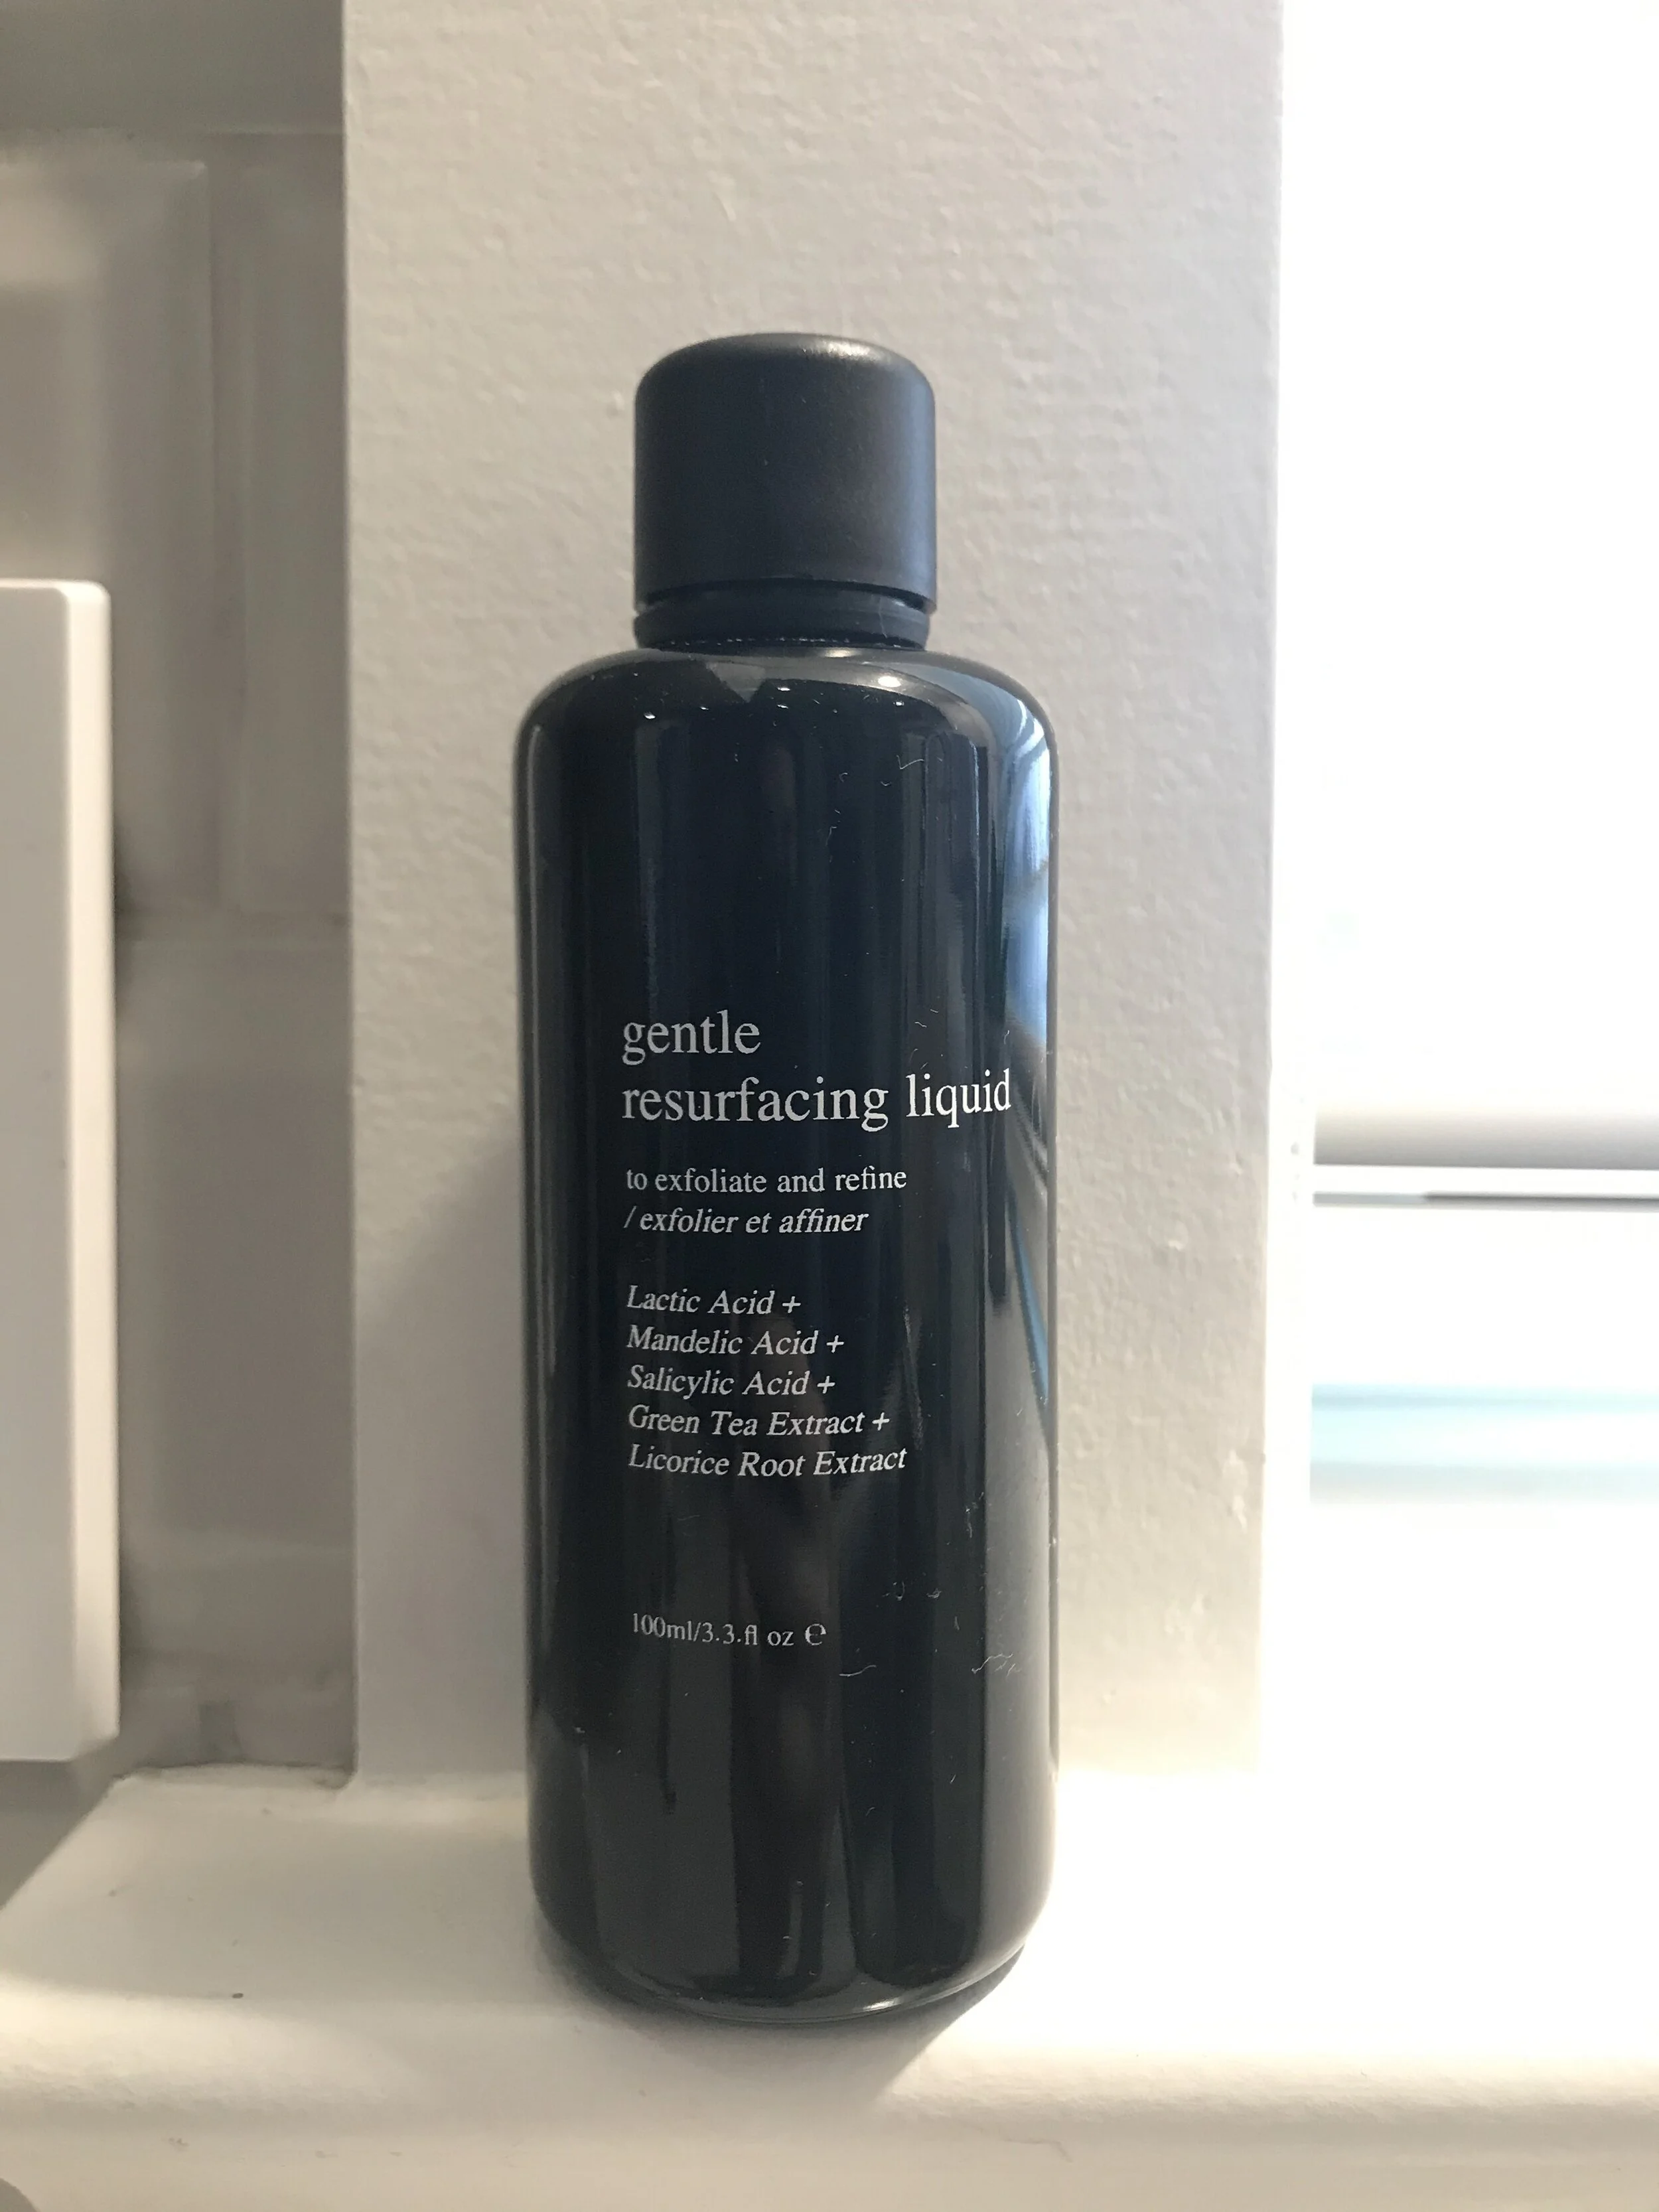 gentle
resurfacing liquid
to exfoliate and refine
/ exfolier et affiner
Lactic Acid +
Mandelic Acid +
Salicylic Acid +
Green Tea Extract +
Licorice Root Extract
100ml/3.3.fl oz ℮